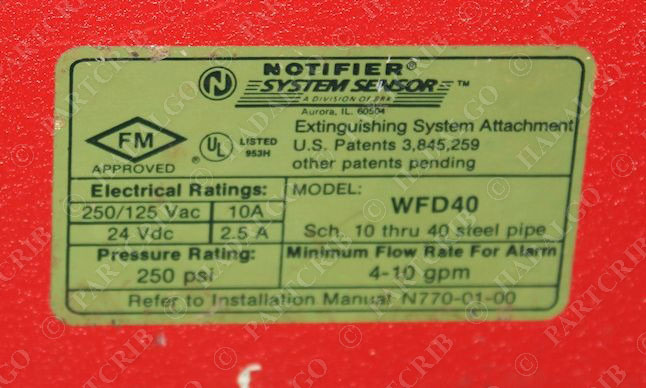 NOTIFIER®
SYSTEM SENSOR™
A DIVISION OF BRK
Aurora, IL. 60504
FM
APPROVED
UL LISTED
953H
Extinguishing System Attachment
U.S. Patents 3,845,259
other patents pending
Electrical Ratings:
250/125 Vac 10A
24 Vdc 2.5 A
Pressure Rating:
250 psi
MODEL:
WFD40
Sch. 10 thru 40 steel pipe
Minimum Flow Rate For Alarm
4-10 gpm
Refer to Installation Manual N770-01-00
© PARTCRIB © HADALGO